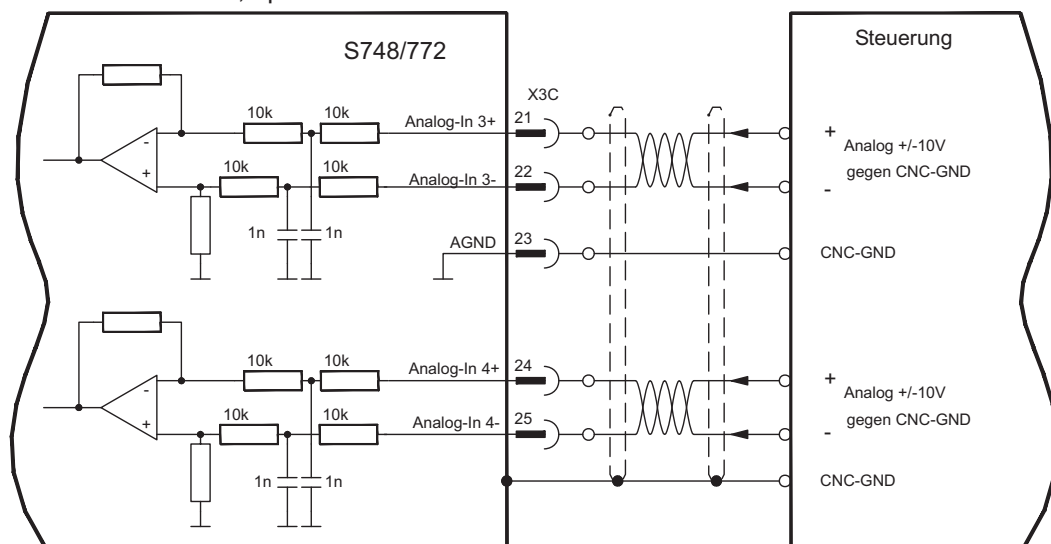 S748/772
Steuerung
X3C
10k 10k
Analog-In 3+ 21
+
Analog +/-10V
gegen CNC-GND
-
-
+
10k 10k
Analog-In 3- 22
1n 1n
AGND 23
CNC-GND
10k 10k
Analog-In 4+ 24
+
Analog +/-10V
gegen CNC-GND
-
-
+
10k 10k
Analog-In 4- 25
1n 1n
CNC-GND